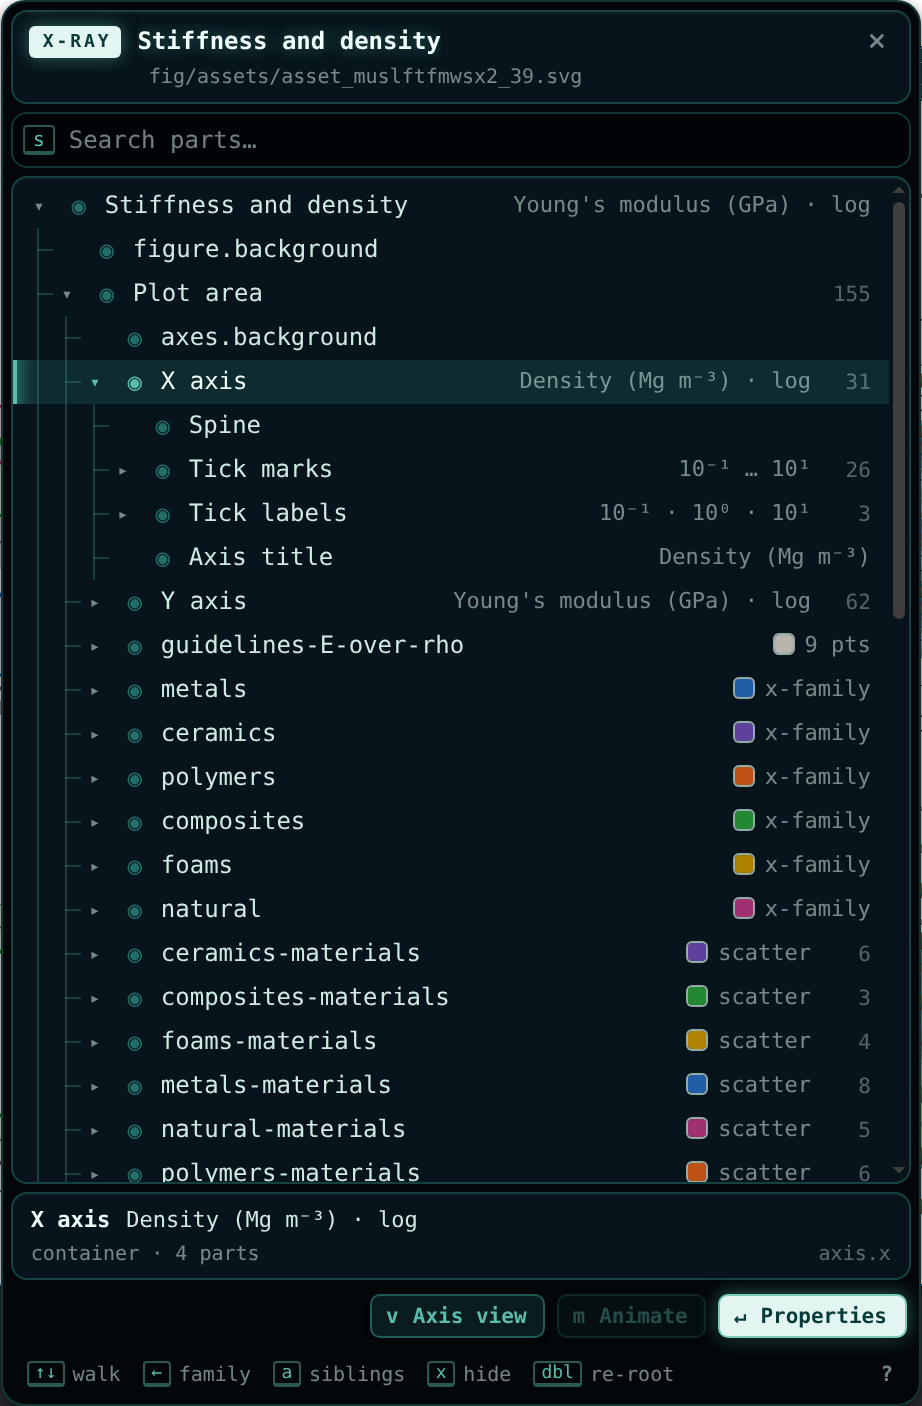 X-RAY Stiffness and density ×
fig/assets/asset_muslftfmwsx2_39.svg
s Search parts…
▾ ◉ Stiffness and density Young's modulus (GPa) · log
◉ figure.background
▾ ◉ Plot area 155
◉ axes.background
▾ ◉ X axis Density (Mg m⁻³) · log 31
◉ Spine
▸ ◉ Tick marks 10⁻¹ … 10¹ 26
▸ ◉ Tick labels 10⁻¹ · 10⁰ · 10¹ 3
◉ Axis title Density (Mg m⁻³)
▸ ◉ Y axis Young's modulus (GPa) · log 62
▸ ◉ guidelines-E-over-rho 9 pts
▸ ◉ metals x-family
▸ ◉ ceramics x-family
▸ ◉ polymers x-family
▸ ◉ composites x-family
▸ ◉ foams x-family
▸ ◉ natural x-family
▸ ◉ ceramics-materials scatter 6
▸ ◉ composites-materials scatter 3
▸ ◉ foams-materials scatter 4
▸ ◉ metals-materials scatter 8
▸ ◉ natural-materials scatter 5
▸ ◉ polymers-materials scatter 6
X axis Density (Mg m⁻³) · log
container · 4 parts axis.x
v Axis view m Animate ↵ Properties
↑↓ walk ← family a siblings x hide dbl re-root ?